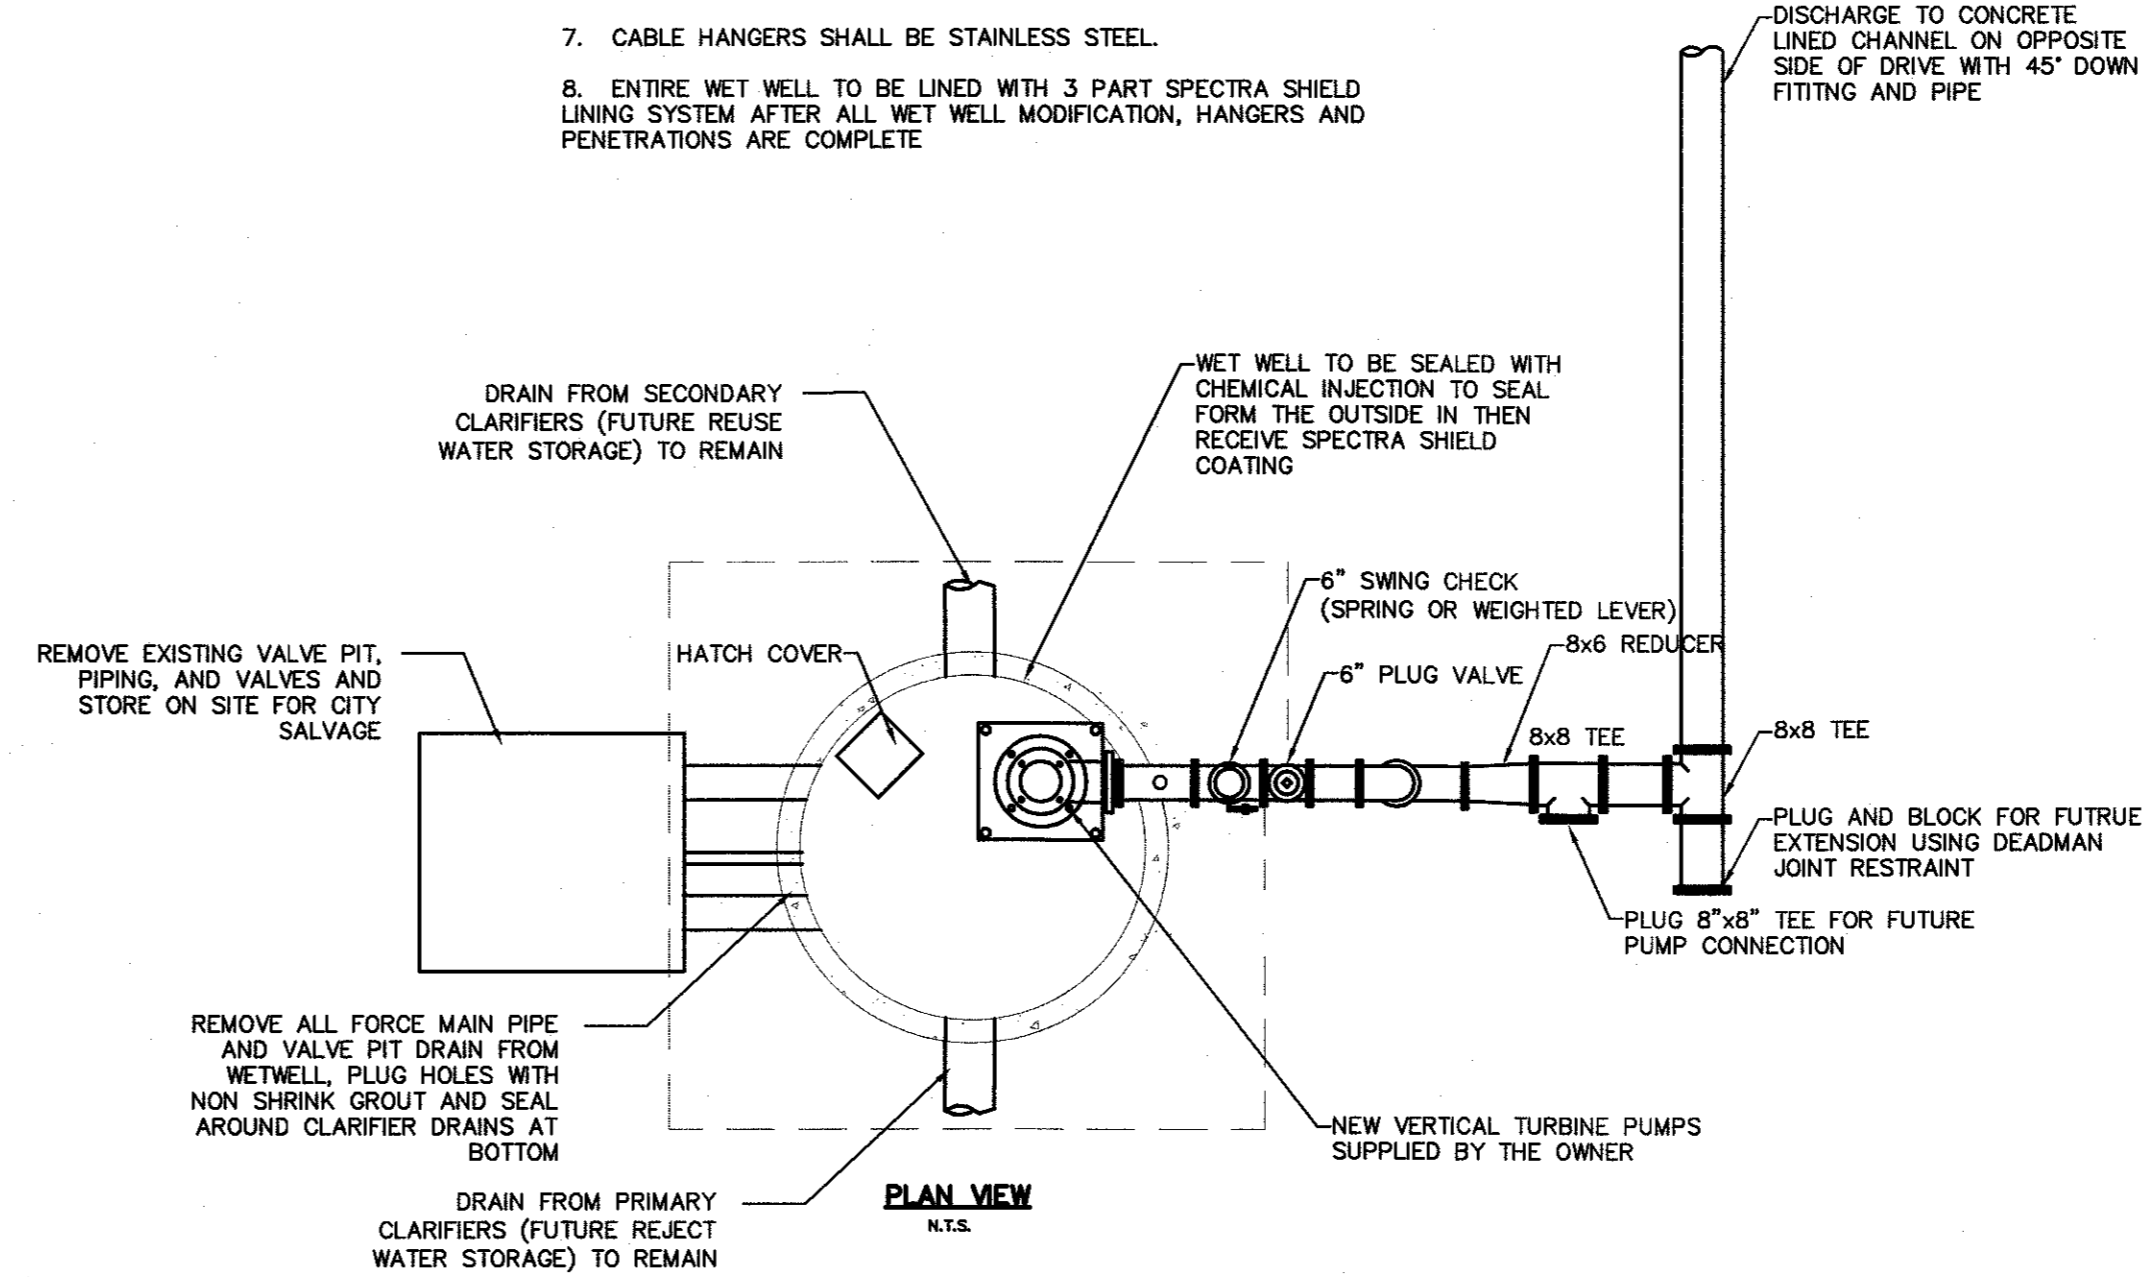 7. CABLE HANGERS SHALL BE STAINLESS STEEL.
8. ENTIRE WET WELL TO BE LINED WITH 3 PART SPECTRA SHIELD
LINING SYSTEM AFTER ALL WET WELL MODIFICATION, HANGERS AND
PENETRATIONS ARE COMPLETE
DISCHARGE TO CONCRETE
LINED CHANNEL ON OPPOSITE
SIDE OF DRIVE WITH 45° DOWN
FITITNG AND PIPE
DRAIN FROM SECONDARY
CLARIFIERS (FUTURE REUSE
WATER STORAGE) TO REMAIN
WET WELL TO BE SEALED WITH
CHEMICAL INJECTION TO SEAL
FORM THE OUTSIDE IN THEN
RECEIVE SPECTRA SHIELD
COATING
6" SWING CHECK
(SPRING OR WEIGHTED LEVER)
8x6 REDUCER
6" PLUG VALVE
HATCH COVER
REMOVE EXISTING VALVE PIT,
PIPING, AND VALVES AND
STORE ON SITE FOR CITY
SALVAGE
8x8 TEE
8x8 TEE
PLUG AND BLOCK FOR FUTRUE
EXTENSION USING DEADMAN
JOINT RESTRAINT
PLUG 8"x8" TEE FOR FUTURE
PUMP CONNECTION
REMOVE ALL FORCE MAIN PIPE
AND VALVE PIT DRAIN FROM
WETWELL, PLUG HOLES WITH
NON SHRINK GROUT AND SEAL
AROUND CLARIFIER DRAINS AT
BOTTOM
NEW VERTICAL TURBINE PUMPS
SUPPLIED BY THE OWNER
DRAIN FROM PRIMARY
CLARIFIERS (FUTURE REJECT
WATER STORAGE) TO REMAIN
PLAN VIEW
N.T.S.